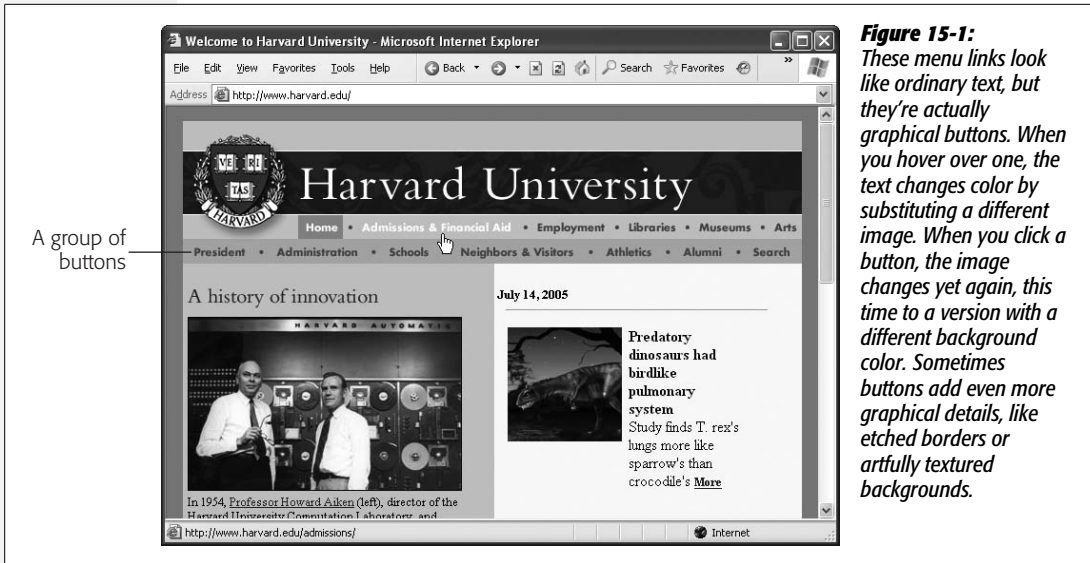 Welcome to Harvard University - Microsoft Internet Explorer
File Edit View Favorites Tools Help Back Search Favorites »
Address http://www.harvard.edu/
VE RI
TAS
HARVARD
Harvard University
Home • Admissions & Financial Aid • Employment • Libraries • Museums • Arts
President • Administration • Schools • Neighbors & Visitors • Athletics • Alumni • Search
A group of
buttons
A history of innovation
HARVARD AUTOMATIC
In 1954, Professor Howard Aiken (left), director of the
Harvard University Computation Laboratory, and
July 14, 2005
Predatory
dinosaurs had
birdlike
pulmonary
system
Study finds T. rex's
lungs more like
sparrow's than
crocodile's More
http://www.harvard.edu/admissions/
Internet
Figure 15-1:
These menu links look
like ordinary text, but
they're actually
graphical buttons. When
you hover over one, the
text changes color by
substituting a different
image. When you click a
button, the image
changes yet again, this
time to a version with a
different background
color. Sometimes
buttons add even more
graphical details, like
etched borders or
artfully textured
backgrounds.